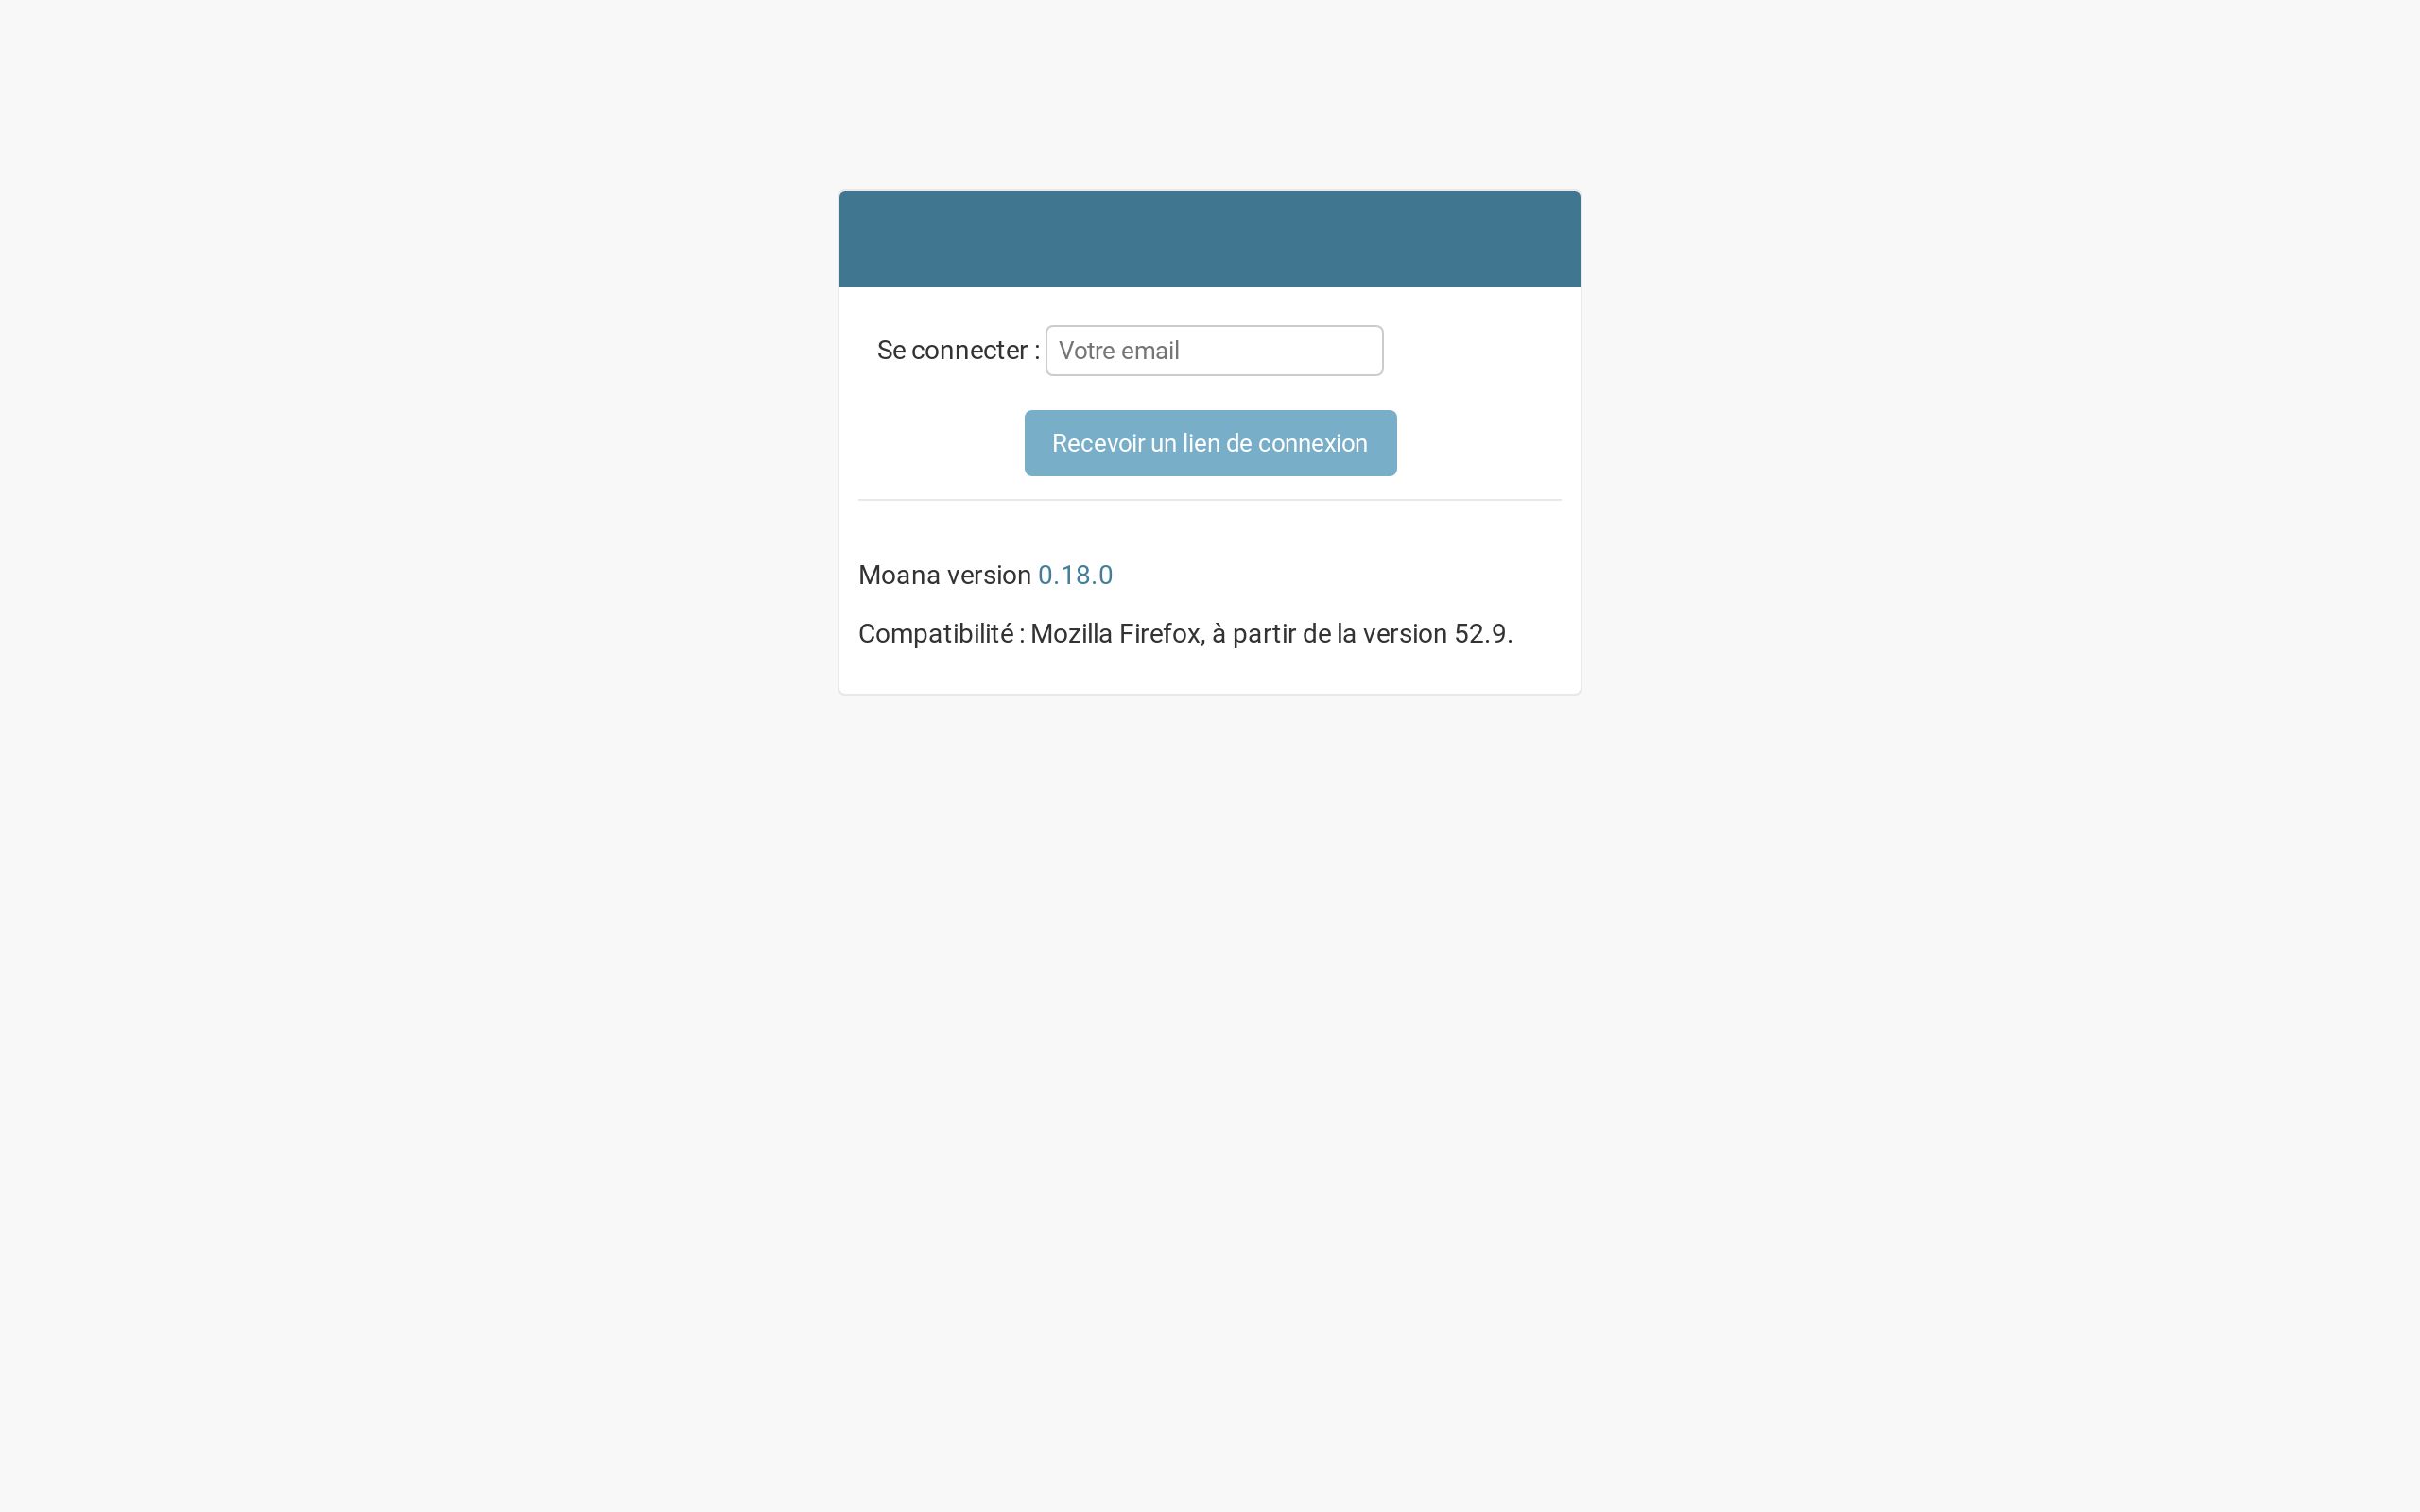 Se connecter : Votre email
Recevoir un lien de connexion
Moana version 0.18.0
Compatibilité : Mozilla Firefox, à partir de la version 52.9.